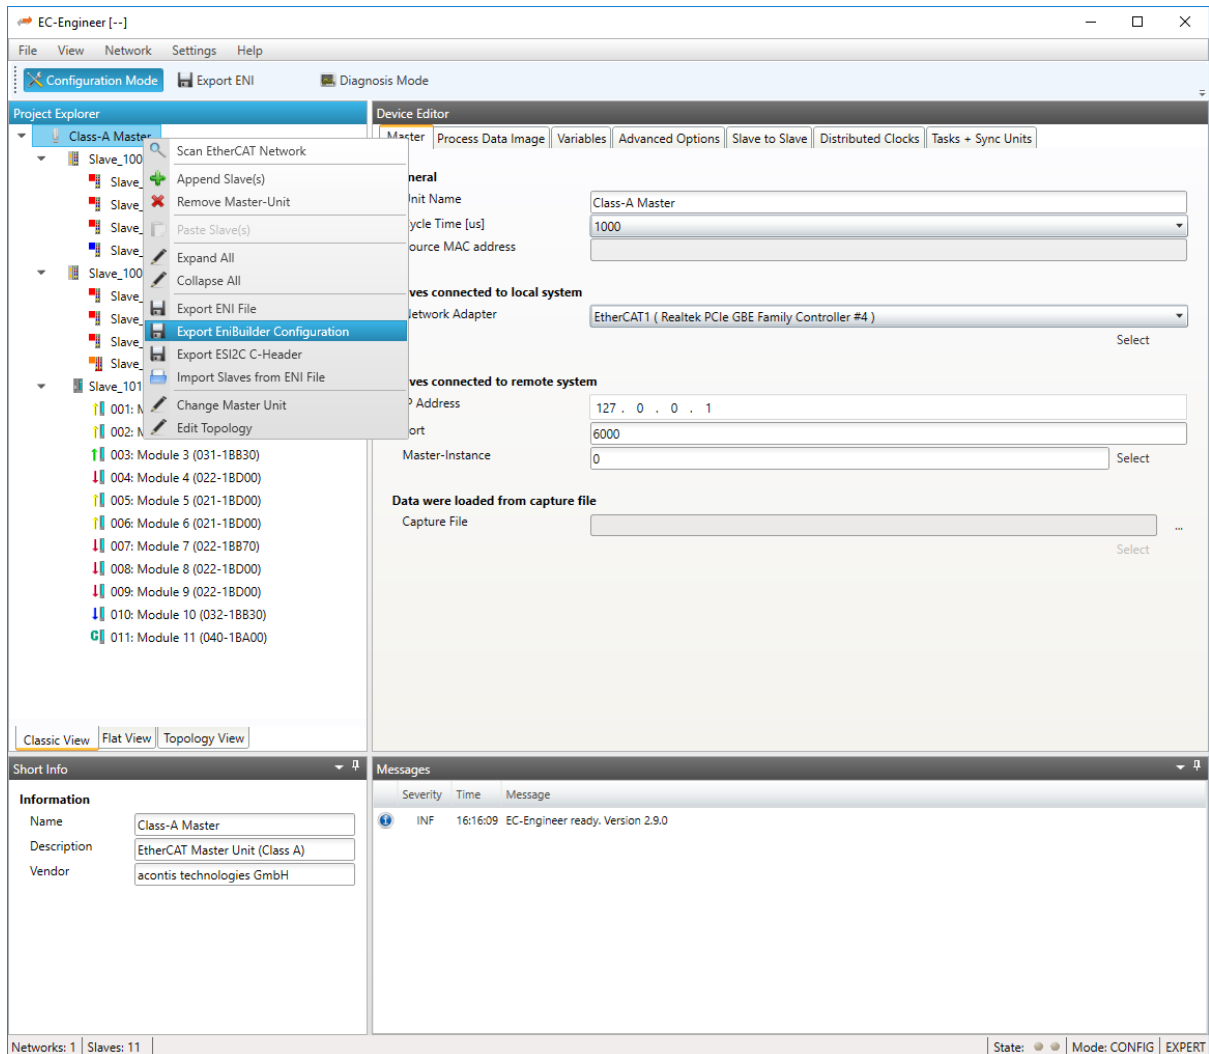 EC-Engineer [--]
File View Network Settings Help
Configuration Mode Export ENI Diagnosis Mode
Project Explorer
Class-A Master
Slave_100
Slave_
Slave_
Slave_
Slave_
Slave_100
Slave_
Slave_
Slave_
Slave_
Slave_101
001: M
002: M
003: Module 3 (031-1BB30)
004: Module 4 (022-1BD00)
005: Module 5 (021-1BD00)
006: Module 6 (021-1BD00)
007: Module 7 (022-1BB70)
008: Module 8 (022-1BD00)
009: Module 9 (022-1BD00)
010: Module 10 (032-1BB30)
011: Module 11 (040-1BA00)
Classic View Flat View Topology View
Scan EtherCAT Network
Append Slave(s)
Remove Master-Unit
Paste Slave(s)
Expand All
Collapse All
Export ENI File
Export EniBuilder Configuration
Export ESI2C C-Header
Import Slaves from ENI File
Change Master Unit
Edit Topology
Device Editor
Master Process Data Image Variables Advanced Options Slave to Slave Distributed Clocks Tasks + Sync Units
neral
Unit Name Class-A Master
ycle Time [us] 1000
ource MAC address
ves connected to local system
Network Adapter EtherCAT1 ( Realtek PCIe GBE Family Controller #4 )
Select
ves connected to remote system
P Address 127 . 0 . 0 . 1
ort 6000
Master-Instance 0 Select
Data were loaded from capture file
Capture File ...
Select
Short Info
Information
Name Class-A Master
Description EtherCAT Master Unit (Class A)
Vendor acontis technologies GmbH
Messages
Severity Time Message
INF 16:16:09 EC-Engineer ready. Version 2.9.0
Networks: 1 Slaves: 11 State: Mode: CONFIG EXPERT